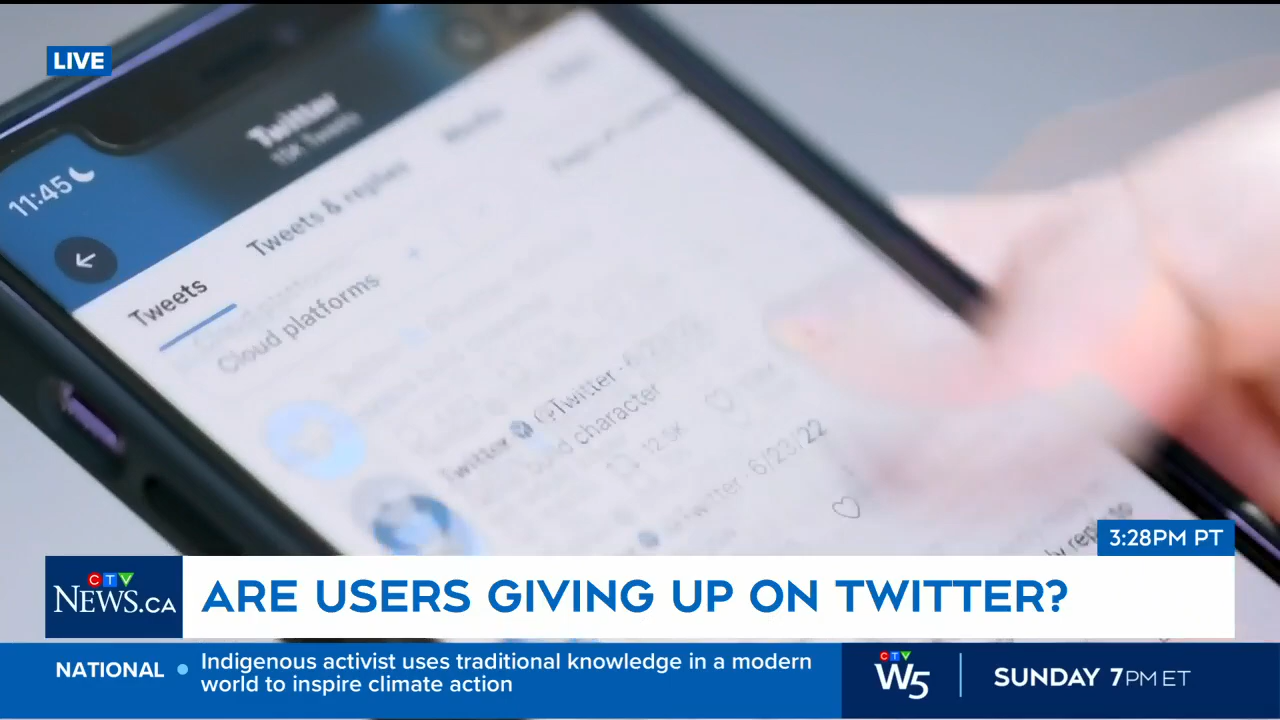 LIVE
Twitter
11:45
Tweets & replies
Tweets
Cloud platforms
Twitter @Twitter ·
character
12.5K
6/23/22
3:28PM PT
CTV
NEWS.CA
ARE USERS GIVING UP ON TWITTER?
NATIONAL • Indigenous activist uses traditional knowledge in a modern
world to inspire climate action
CTV
W5
SUNDAY 7PM ET